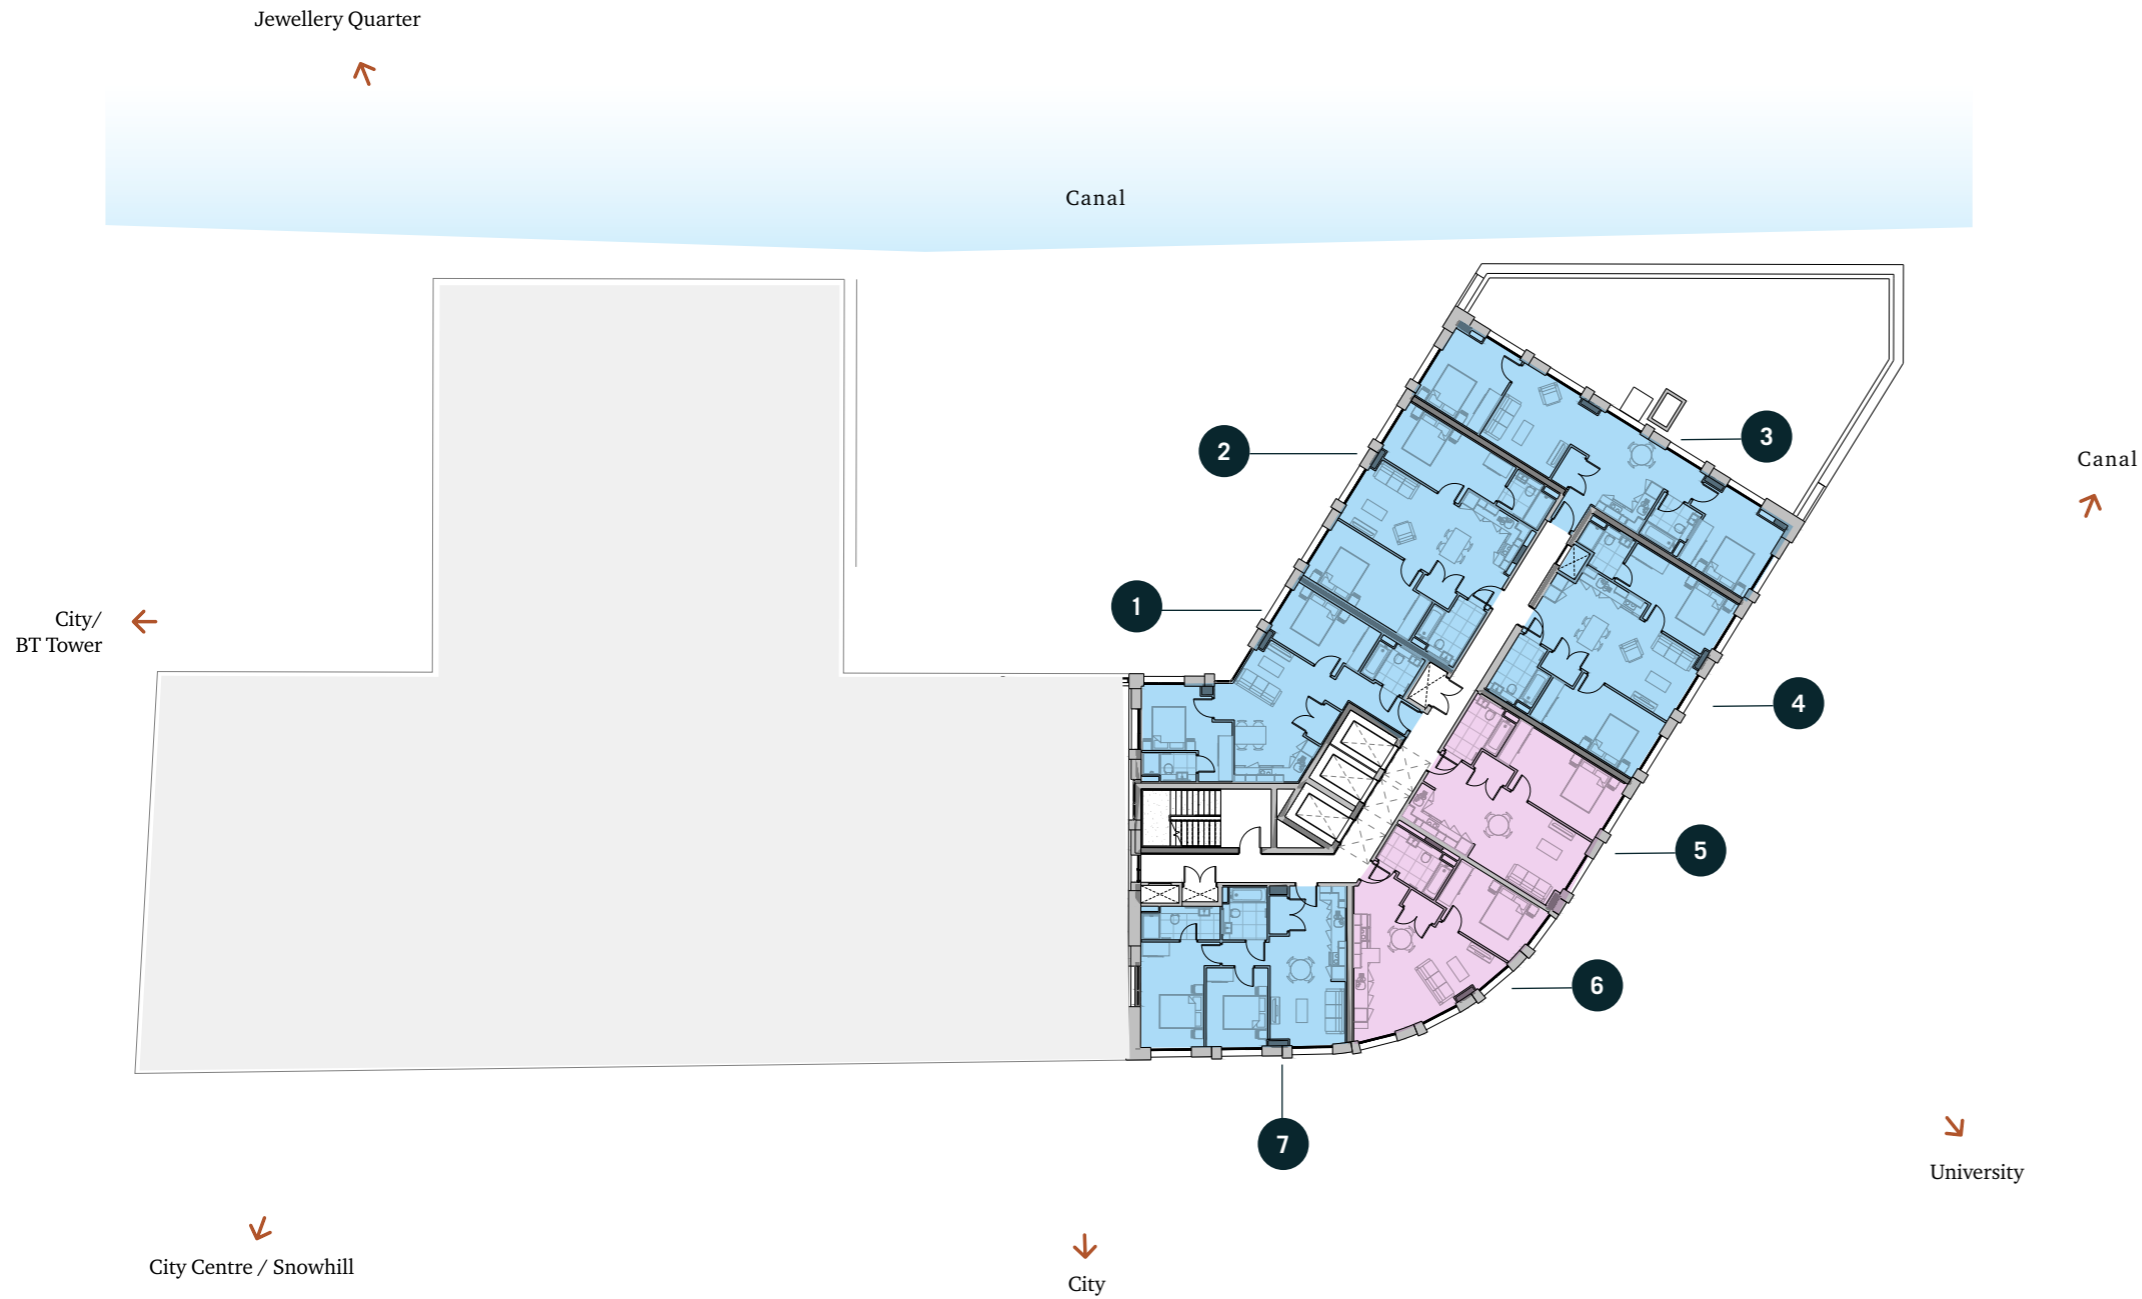 Jewellery Quarter
Canal
2
3
Canal
1
City/
BT Tower
4
5
6
7
University
City Centre / Snowhill
City